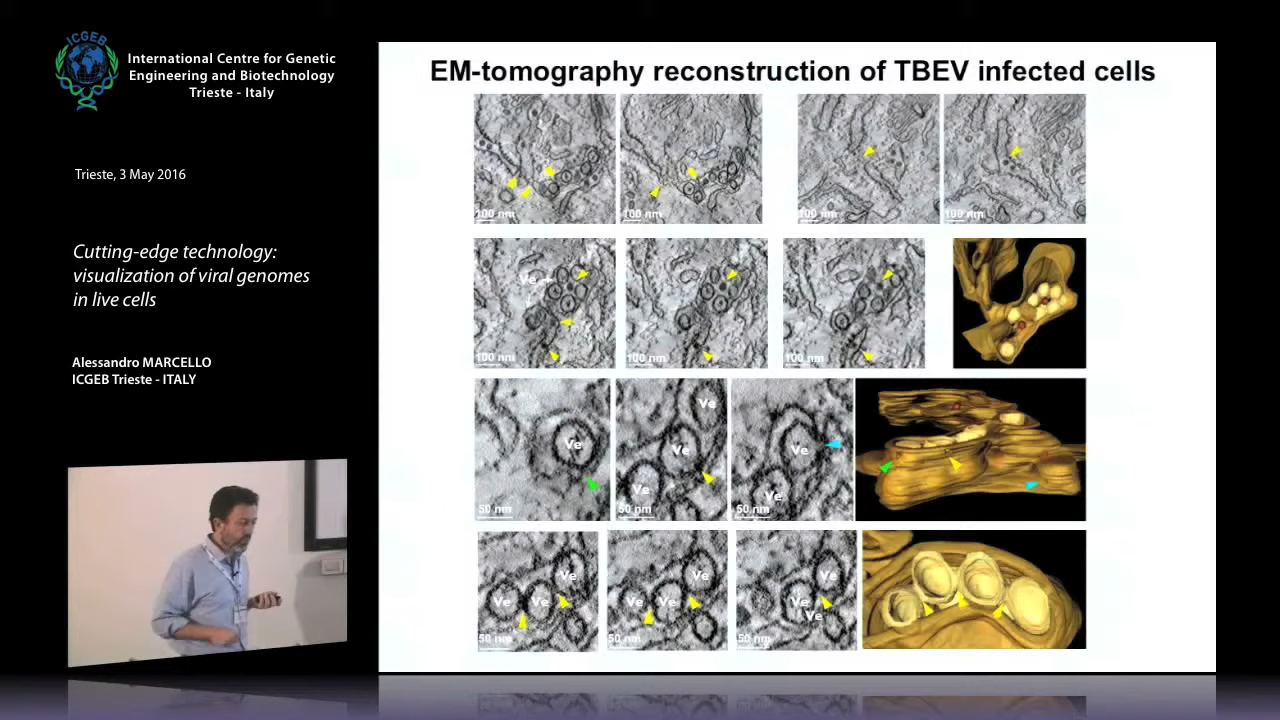 ICGEB
International Centre for Genetic
Engineering and Biotechnology
Trieste - Italy
Trieste, 3 May 2016
Cutting-edge technology:
visualization of viral genomes
in live cells
Alessandro MARCELLO
ICGEB Trieste - ITALY
EM-tomography reconstruction of TBEV infected cells
100 nm 100 nm 100 nm 100 nm
Ve
100 nm 100 nm 100 nm
Ve Ve Ve Ve Ve Ve
50 nm 50 nm 50 nm
Ve Ve Ve Ve Ve Ve Ve Ve Ve
50 nm 50 nm 50 nm